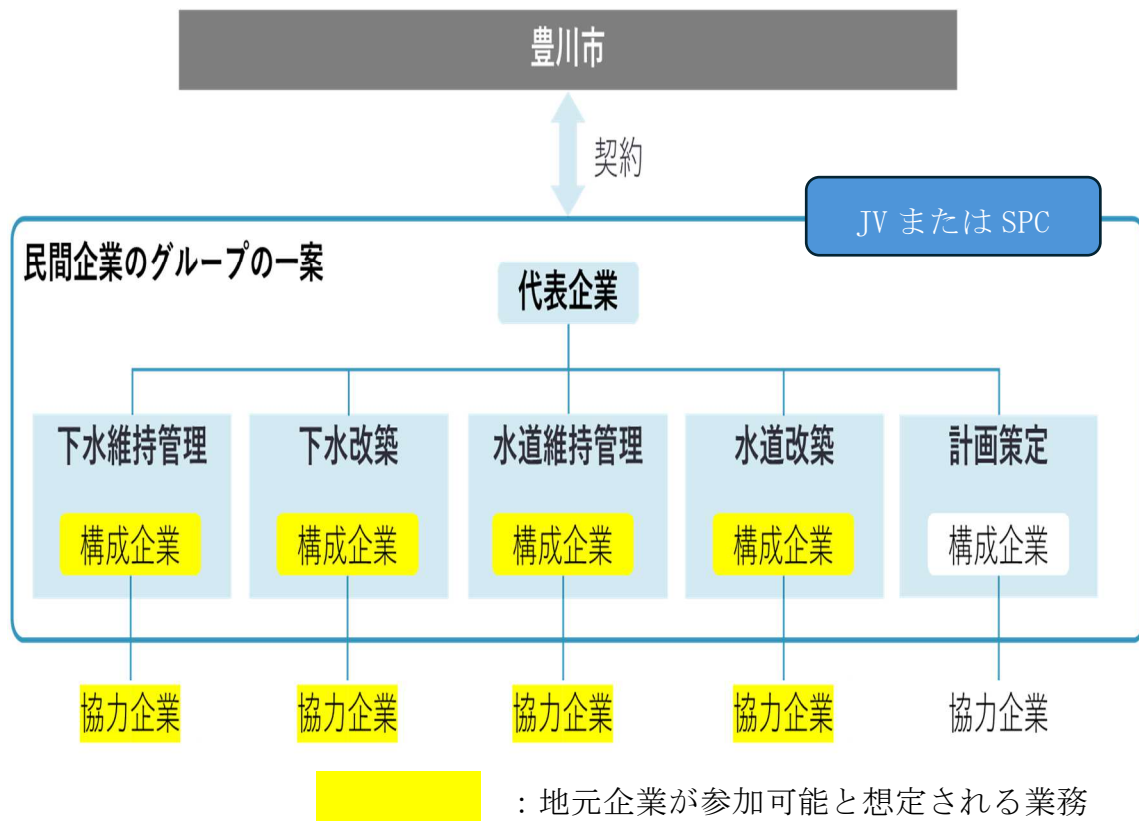 豊川市
契約
JV または SPC
民間企業のグループの一案
代表企業
下水維持管理
下水改築
水道維持管理
水道改築
計画策定
構成企業
構成企業
構成企業
構成企業
構成企業
協力企業
協力企業
協力企業
協力企業
協力企業
：地元企業が参加可能と想定される業務